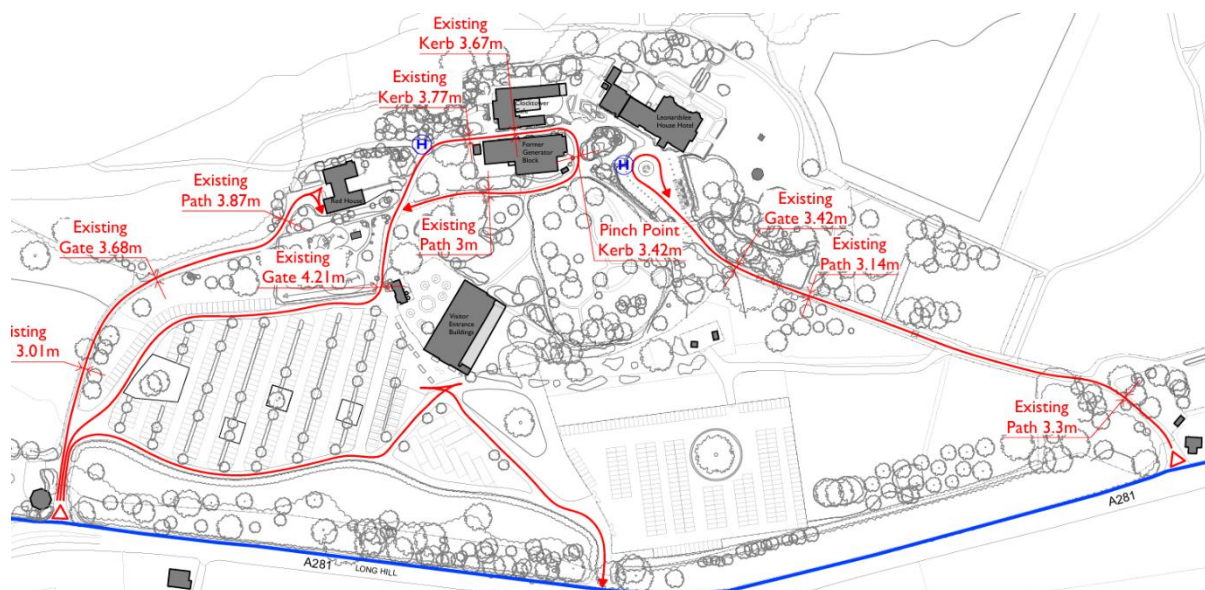 Existing
Kerb 3.67m
Existing
Kerb 3.77m
Clocktower
Cafe
Leonardslee
House Hotel
H
Former
Generator
Block
H
Existing
Path 3.87m
Red House
Existing
Gate 3.68m
Existing
Gate 4.21m
Existing
Path 3m
Pinch Point
Kerb 3.42m
Existing
Gate 3.42m
Existing
Path 3.14m
Visitor
Entrance
Buildings
xisting
3.01m
Existing
Path 3.3m
A281
LONG HILL
A281